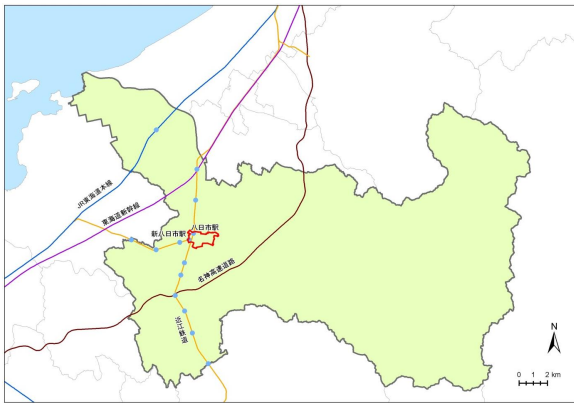 JR東海道本線
東海道新幹線
新八日市駅
八日市駅
名神高速道路
近江鉄道
N
0 1 2 km